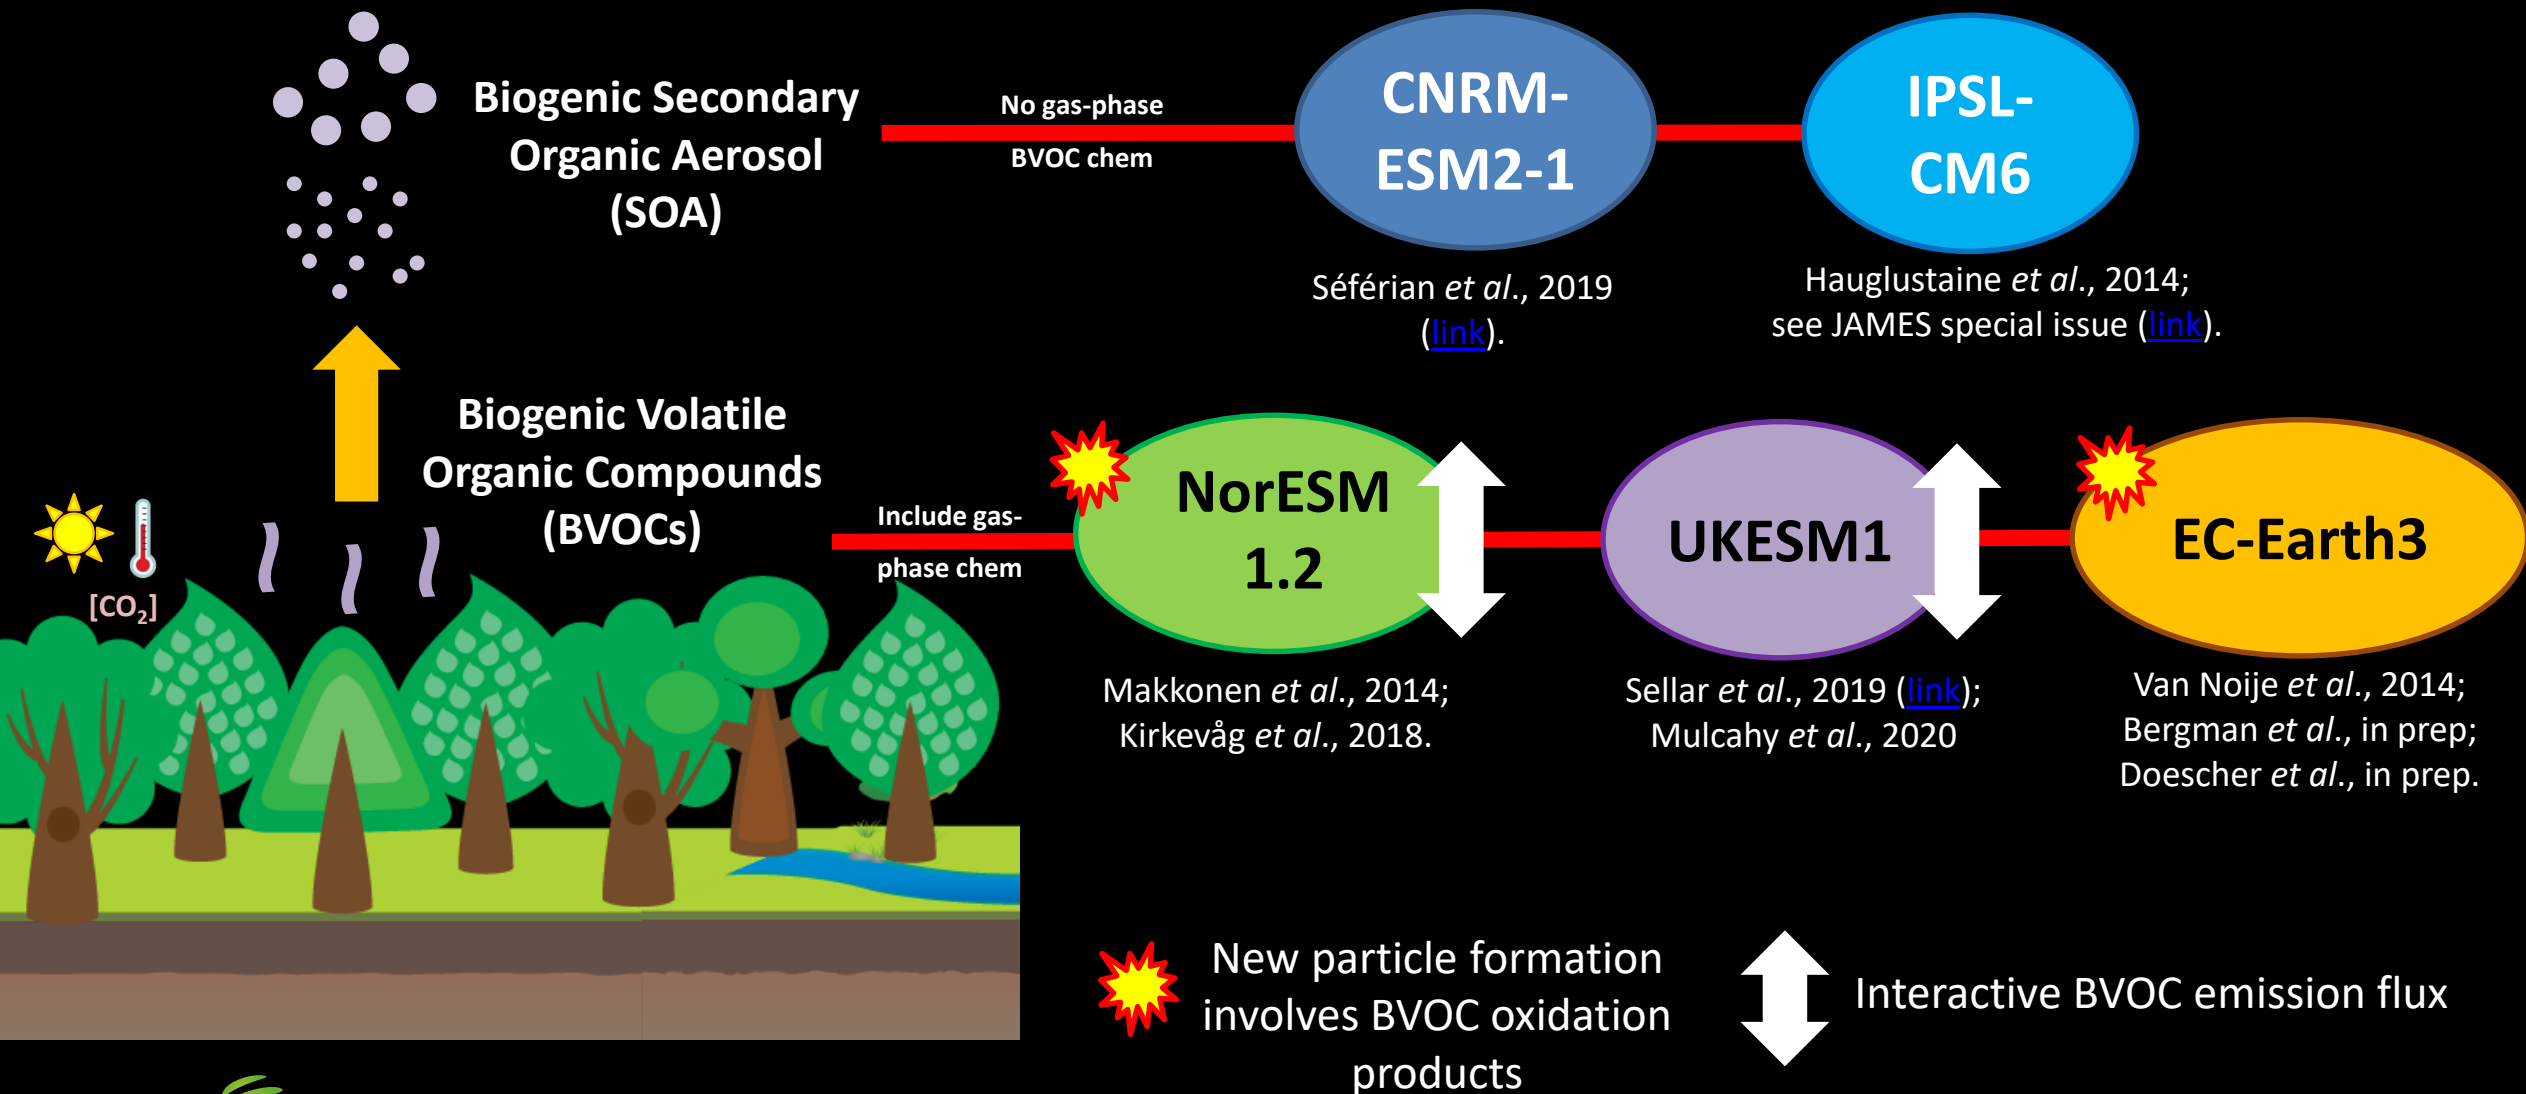 Biogenic Secondary
Organic Aerosol
(SOA)
No gas-phase
BVOC chem
CNRM-
ESM2-1
IPSL-
CM6
Séférian et al., 2019
(link).
Hauglustaine et al., 2014;
see JAMES special issue (link).
Biogenic Volatile
Organic Compounds
(BVOCs)
[CO₂]
Include gas-
phase chem
NorESM
1.2
UKESM1
EC-Earth3
Makkonen et al., 2014;
Kirkevåg et al., 2018.
Sellar et al., 2019 (link);
Mulcahy et al., 2020
Van Noije et al., 2014;
Bergman et al., in prep;
Doescher et al., in prep.
New particle formation
involves BVOC oxidation
products
Interactive BVOC emission flux